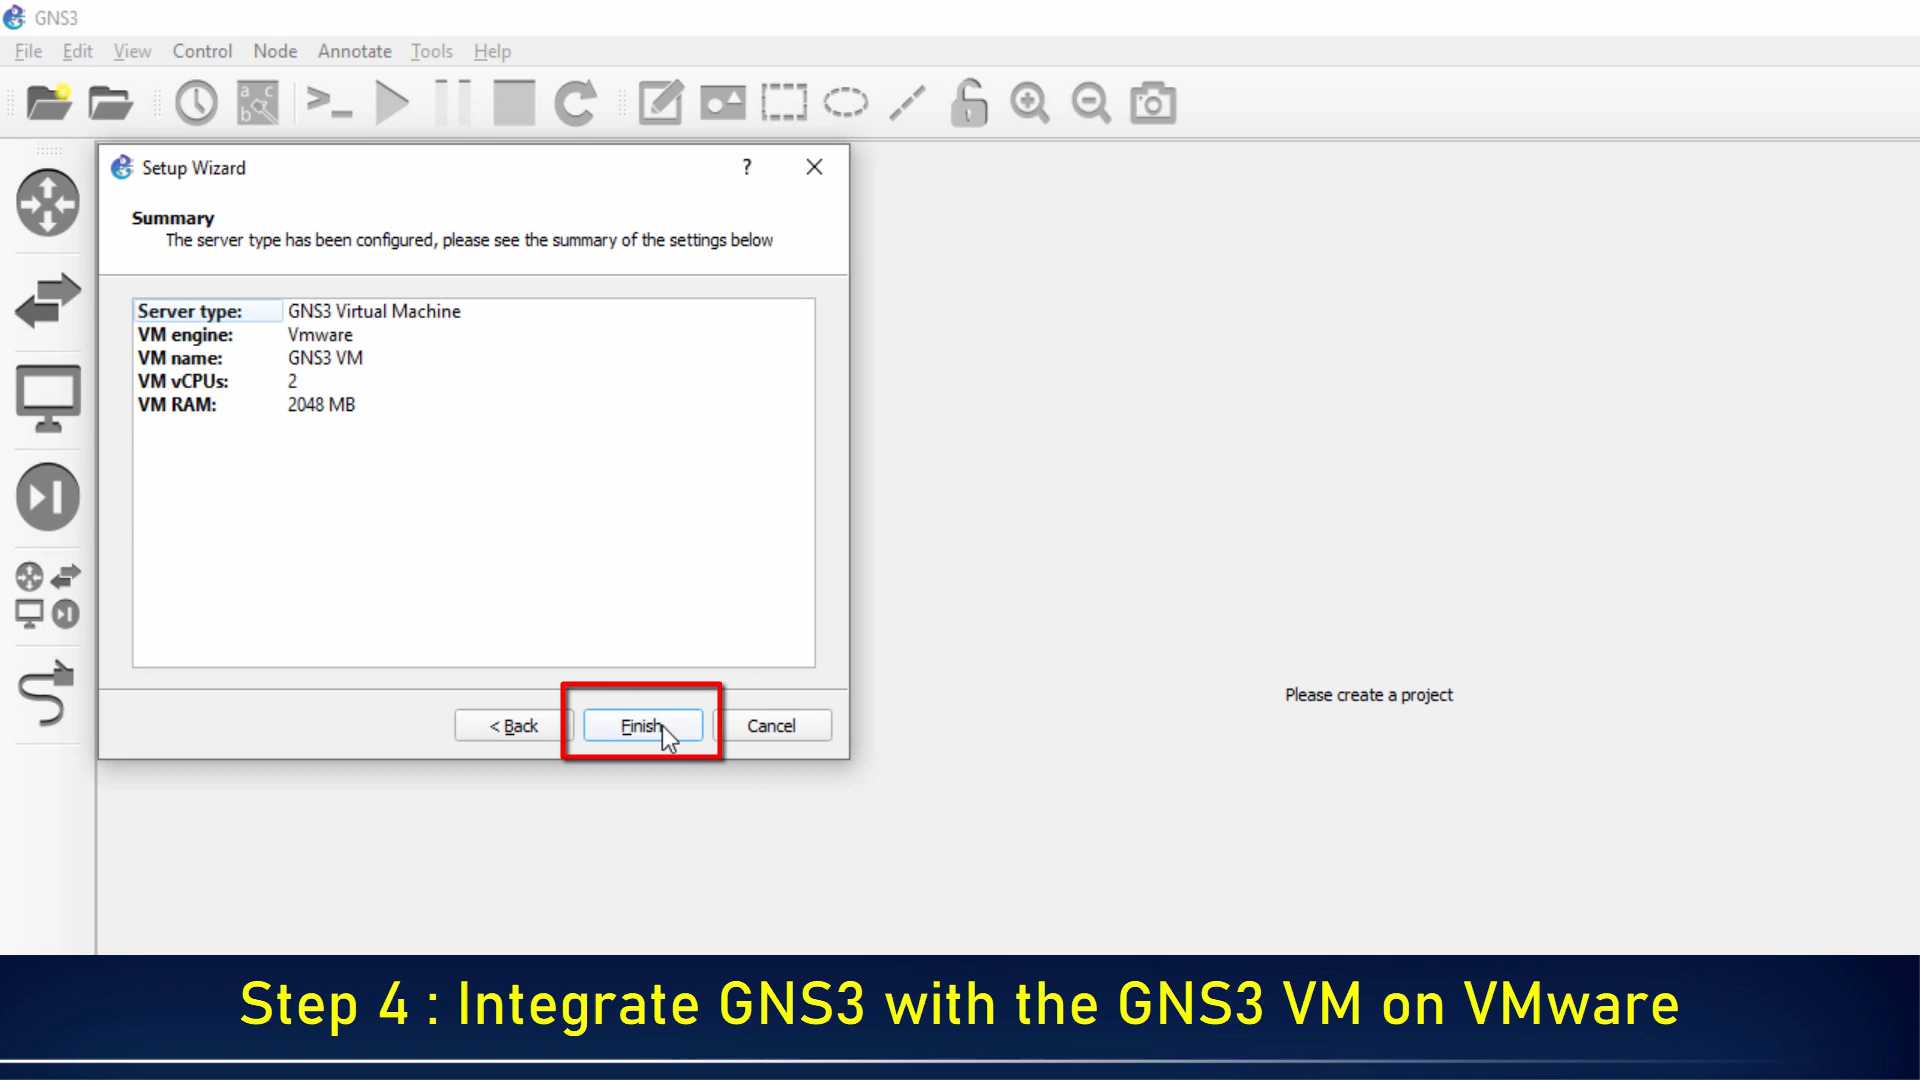 GNS3
File Edit View Control Node Annotate Tools Help
a c
b
>_
Setup Wizard ?
Summary
The server type has been configured, please see the summary of the settings below
Server type: GNS3 Virtual Machine
VM engine: Vmware
VM name: GNS3 VM
VM vCPUs: 2
VM RAM: 2048 MB
Please create a project
< Back Finish Cancel
Step 4 : Integrate GNS3 with the GNS3 VM on VMware